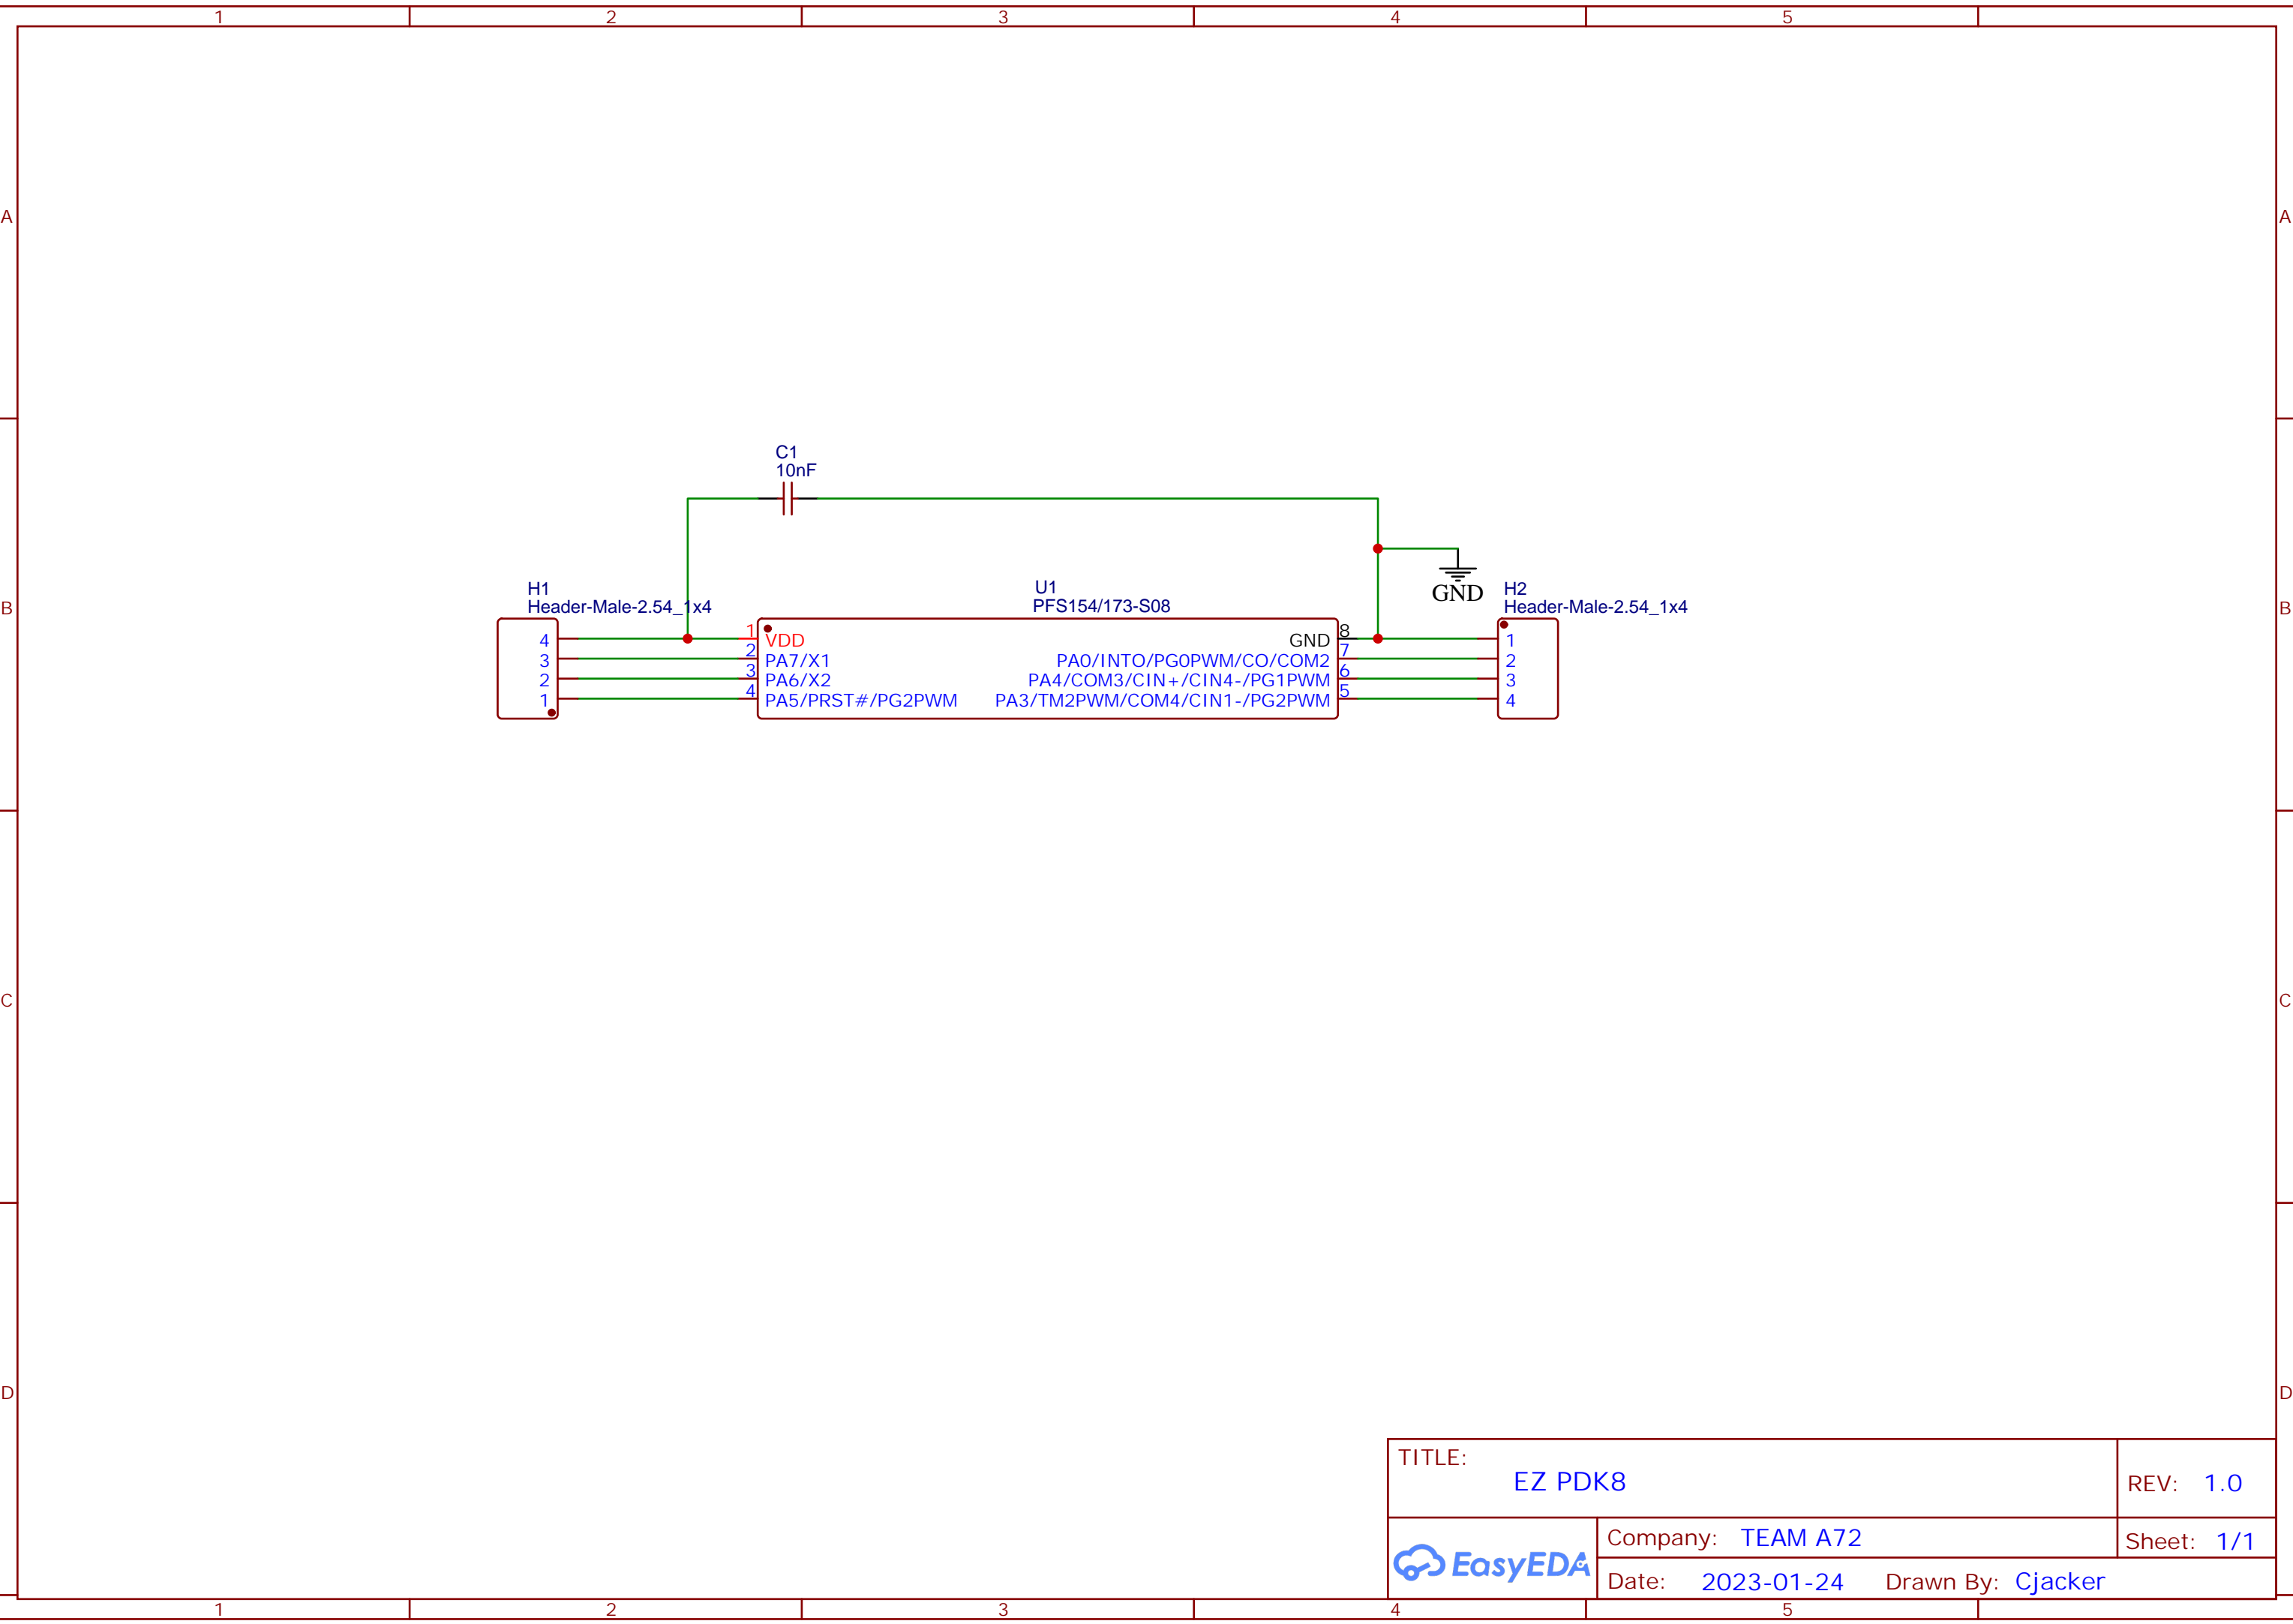 1 2 3 4 5
A A
C1
10nF
GND
H1
Header-Male-2.54_1x4
U1
PFS154/173-S08
H2
Header-Male-2.54_1x4
B B
4 1 VDD GND 8 1
3 2 PA7/X1 PA0/INTO/PG0PWM/CO/COM2 7 2
2 3 PA6/X2 PA4/COM3/CIN+/CIN4-/PG1PWM 6 3
1 4 PA5/PRST#/PG2PWM PA3/TM2PWM/COM4/CIN1-/PG2PWM 5 4
C C
D D
TITLE:
EZ PDK8
REV: 1.0
EasyEDA
Company: TEAM A72
Sheet: 1/1
Date: 2023-01-24 Drawn By: Cjacker
1 2 3 4 5